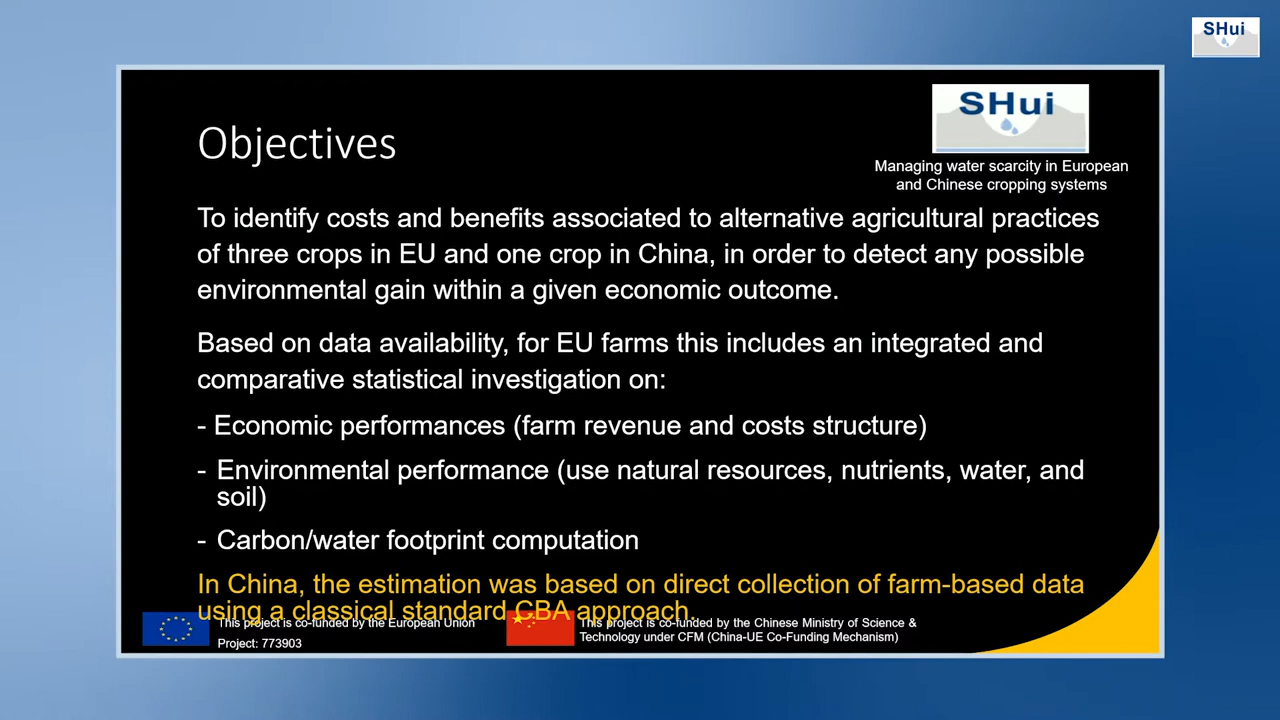 SHui
SHui
Objectives
Managing water scarcity in European
and Chinese cropping systems
To identify costs and benefits associated to alternative agricultural practices
of three crops in EU and one crop in China, in order to detect any possible
environmental gain within a given economic outcome.
Based on data availability, for EU farms this includes an integrated and
comparative statistical investigation on:
- Economic performances (farm revenue and costs structure)
- Environmental performance (use natural resources, nutrients, water, and
soil)
- Carbon/water footprint computation
In China, the estimation was based on direct collection of farm-based data
using a classical standard CBA approach.
This project is co-funded by the European Union
Project: 773903
This project is co-funded by the Chinese Ministry of Science &
Technology under CFM (China-UE Co-Funding Mechanism)